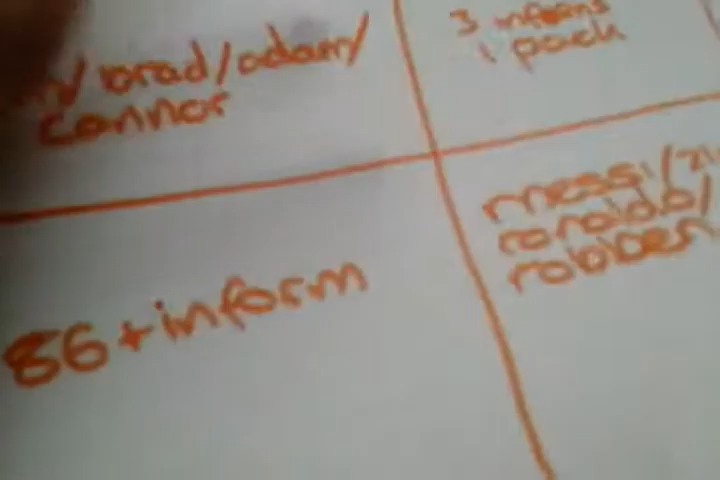 brad/adam/
Connor
3 informs
1 pack
86+inform
messi/
ronaldo/
robben